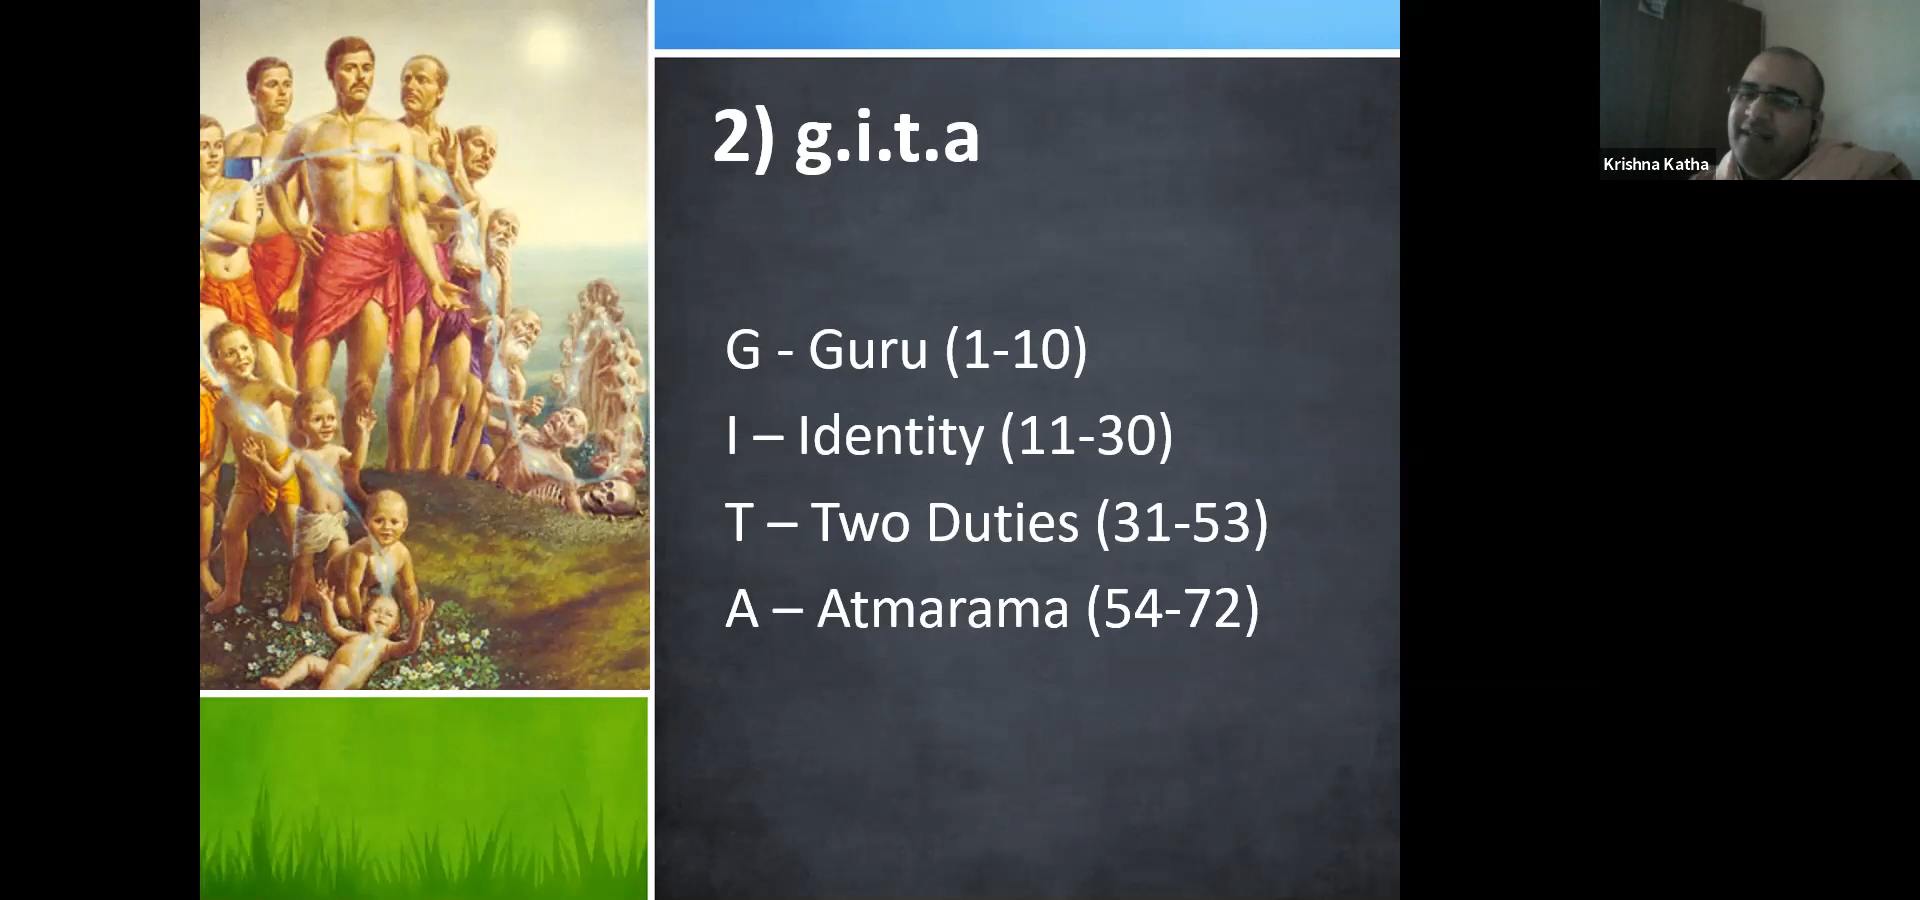 2) g.i.t.a
G - Guru (1-10)
I – Identity (11-30)
T – Two Duties (31-53)
A – Atmarama (54-72)
Krishna Katha